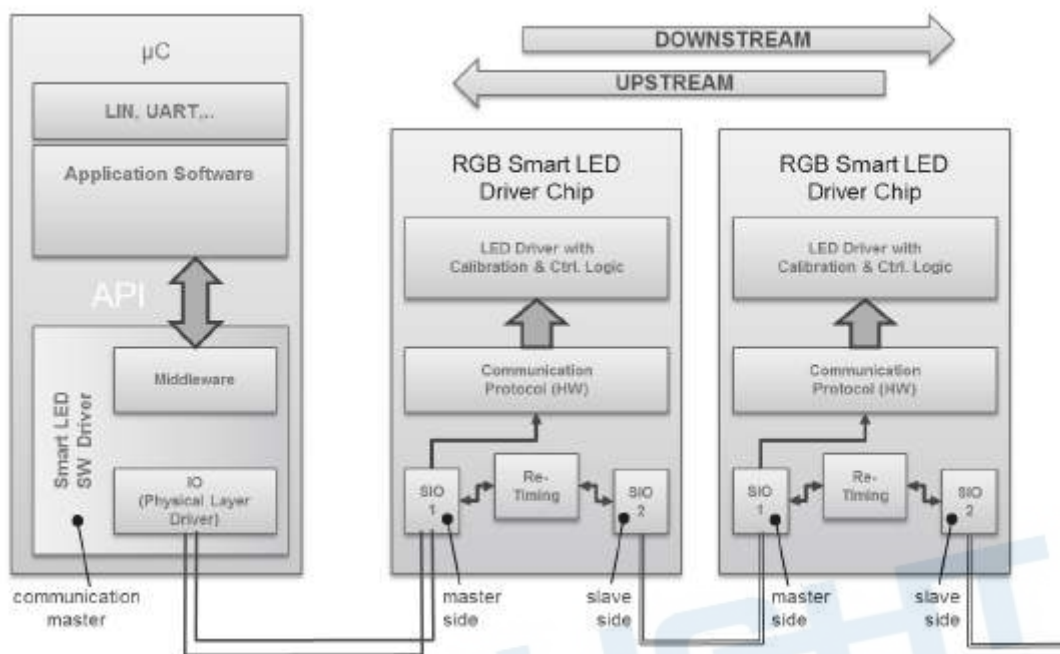 µC
LIN, UART,..
Application Software
API
Middleware
Smart LED
SW Driver
IO
(Physical Layer
Driver)
communication
master
DOWNSTREAM
UPSTREAM
RGB Smart LED
Driver Chip
LED Driver with
Calibration & Ctrl. Logic
Communication
Protocol (HW)
SIO
1
Re-
Timing
SIO
2
master
side
slave
side
RGB Smart LED
Driver Chip
LED Driver with
Calibration & Ctrl. Logic
Communication
Protocol (HW)
SIO
1
Re-
Timing
SIO
2
master
side
slave
side